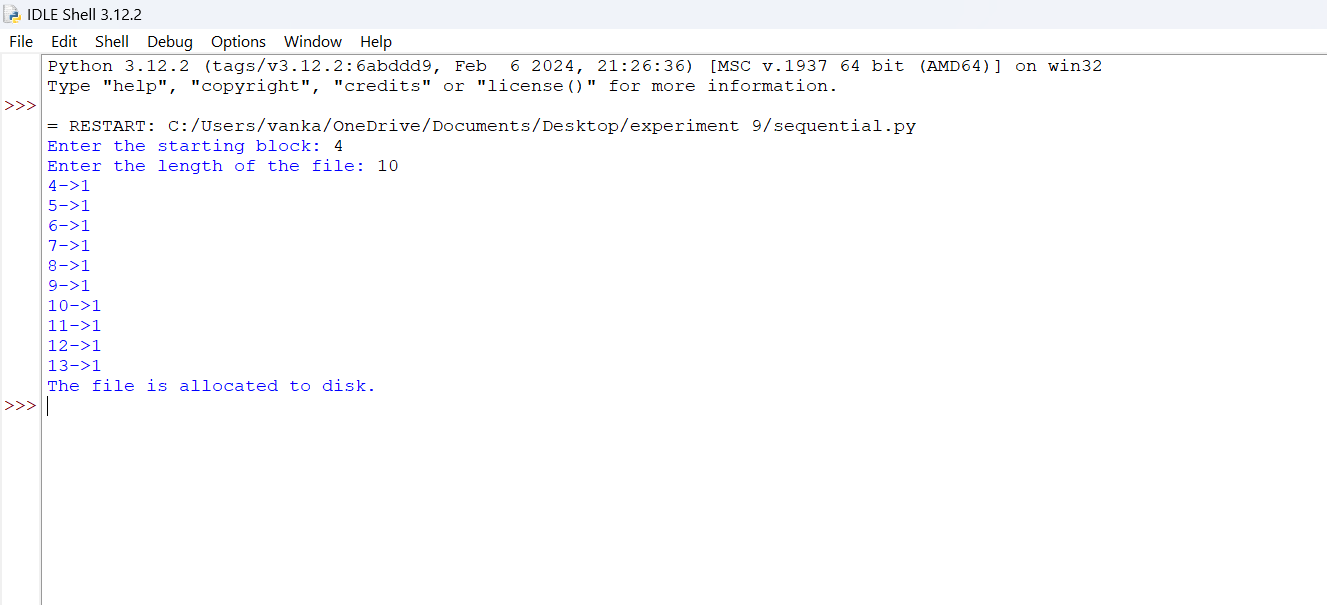 IDLE Shell 3.12.2
File Edit Shell Debug Options Window Help
Python 3.12.2 (tags/v3.12.2:6abddd9, Feb  6 2024, 21:26:36) [MSC v.1937 64 bit (AMD64)] on win32
Type "help", "copyright", "credits" or "license()" for more information.
>>>
= RESTART: C:/Users/vanka/OneDrive/Documents/Desktop/experiment 9/sequential.py
Enter the starting block: 4
Enter the length of the file: 10
4->1
5->1
6->1
7->1
8->1
9->1
10->1
11->1
12->1
13->1
The file is allocated to disk.
>>>